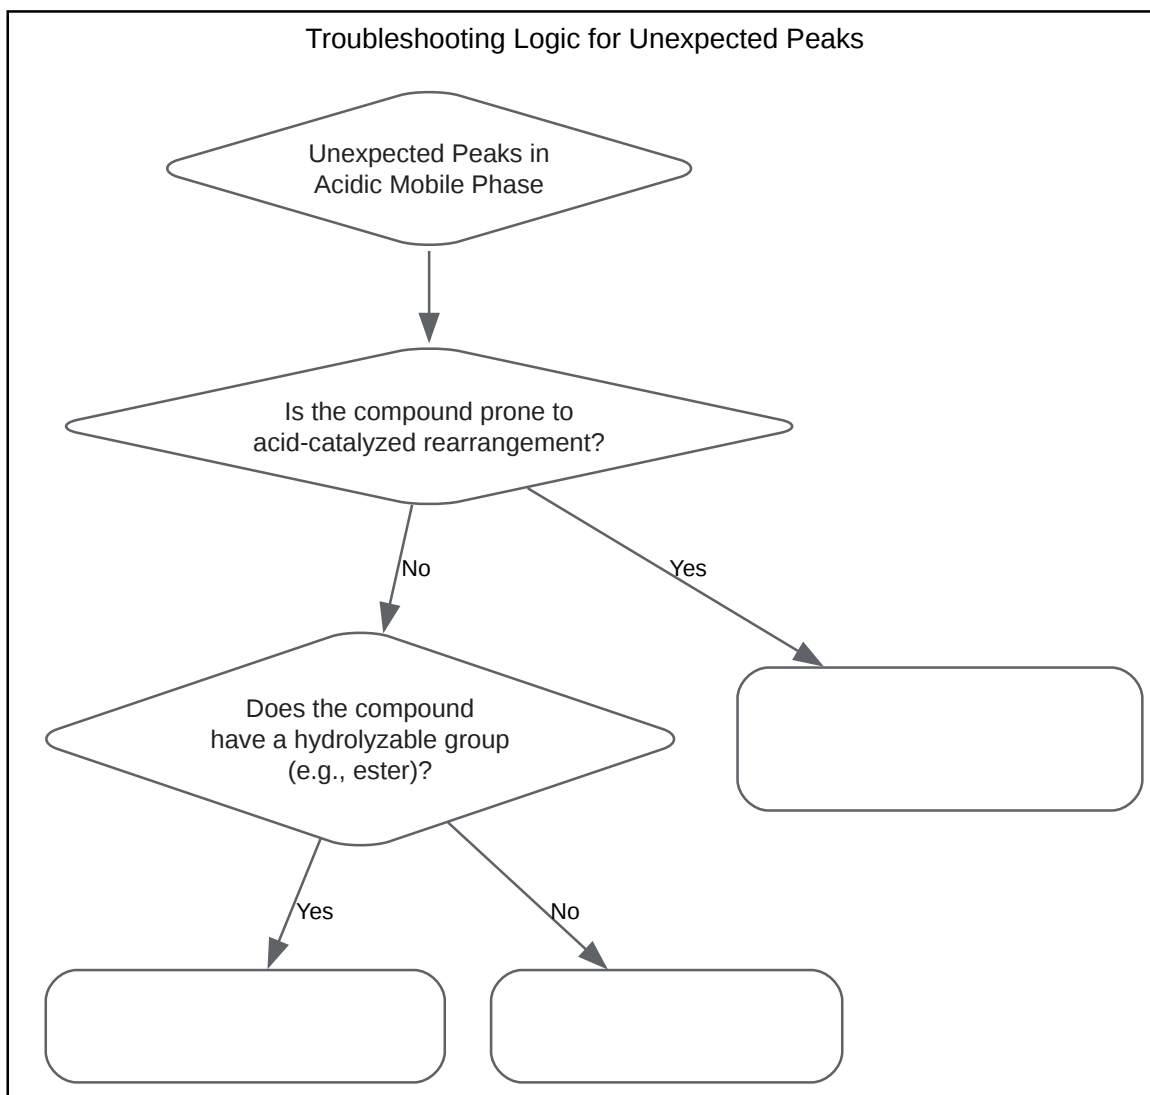 Troubleshooting Logic for Unexpected Peaks
Unexpected Peaks in
Acidic Mobile Phase
Is the compound prone to
acid-catalyzed rearrangement?
No
Yes
Does the compound
have a hydrolyzable group
(e.g., ester)?
Yes
No